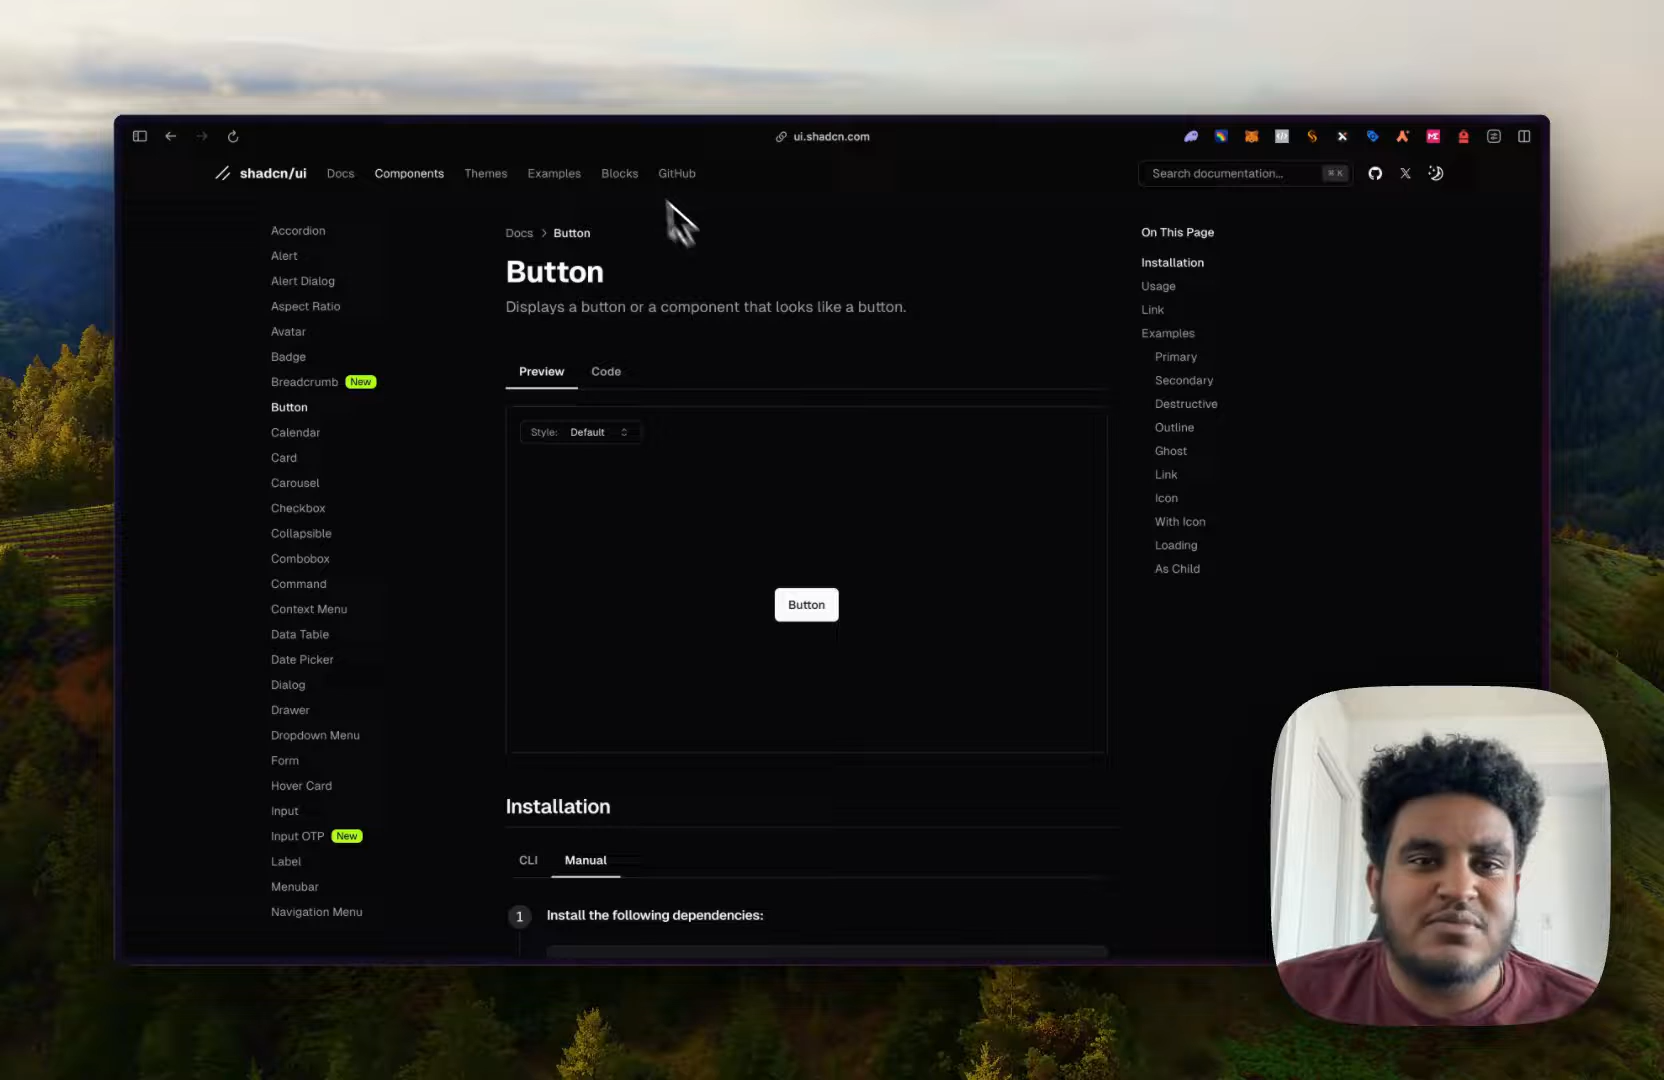 ui.shadcn.com
shadcn/ui Docs Components Themes Examples Blocks GitHub
Search documentation... ⌘ K
Accordion
Alert
Alert Dialog
Aspect Ratio
Avatar
Badge
Breadcrumb New
Button
Calendar
Card
Carousel
Checkbox
Collapsible
Combobox
Command
Context Menu
Data Table
Date Picker
Dialog
Drawer
Dropdown Menu
Form
Hover Card
Input
Input OTP New
Label
Menubar
Navigation Menu
Docs > Button
Button
Displays a button or a component that looks like a button.
Preview Code
Style: Default
Button
Installation
CLI Manual
1 Install the following dependencies:
On This Page
Installation
Usage
Link
Examples
Primary
Secondary
Destructive
Outline
Ghost
Link
Icon
With Icon
Loading
As Child